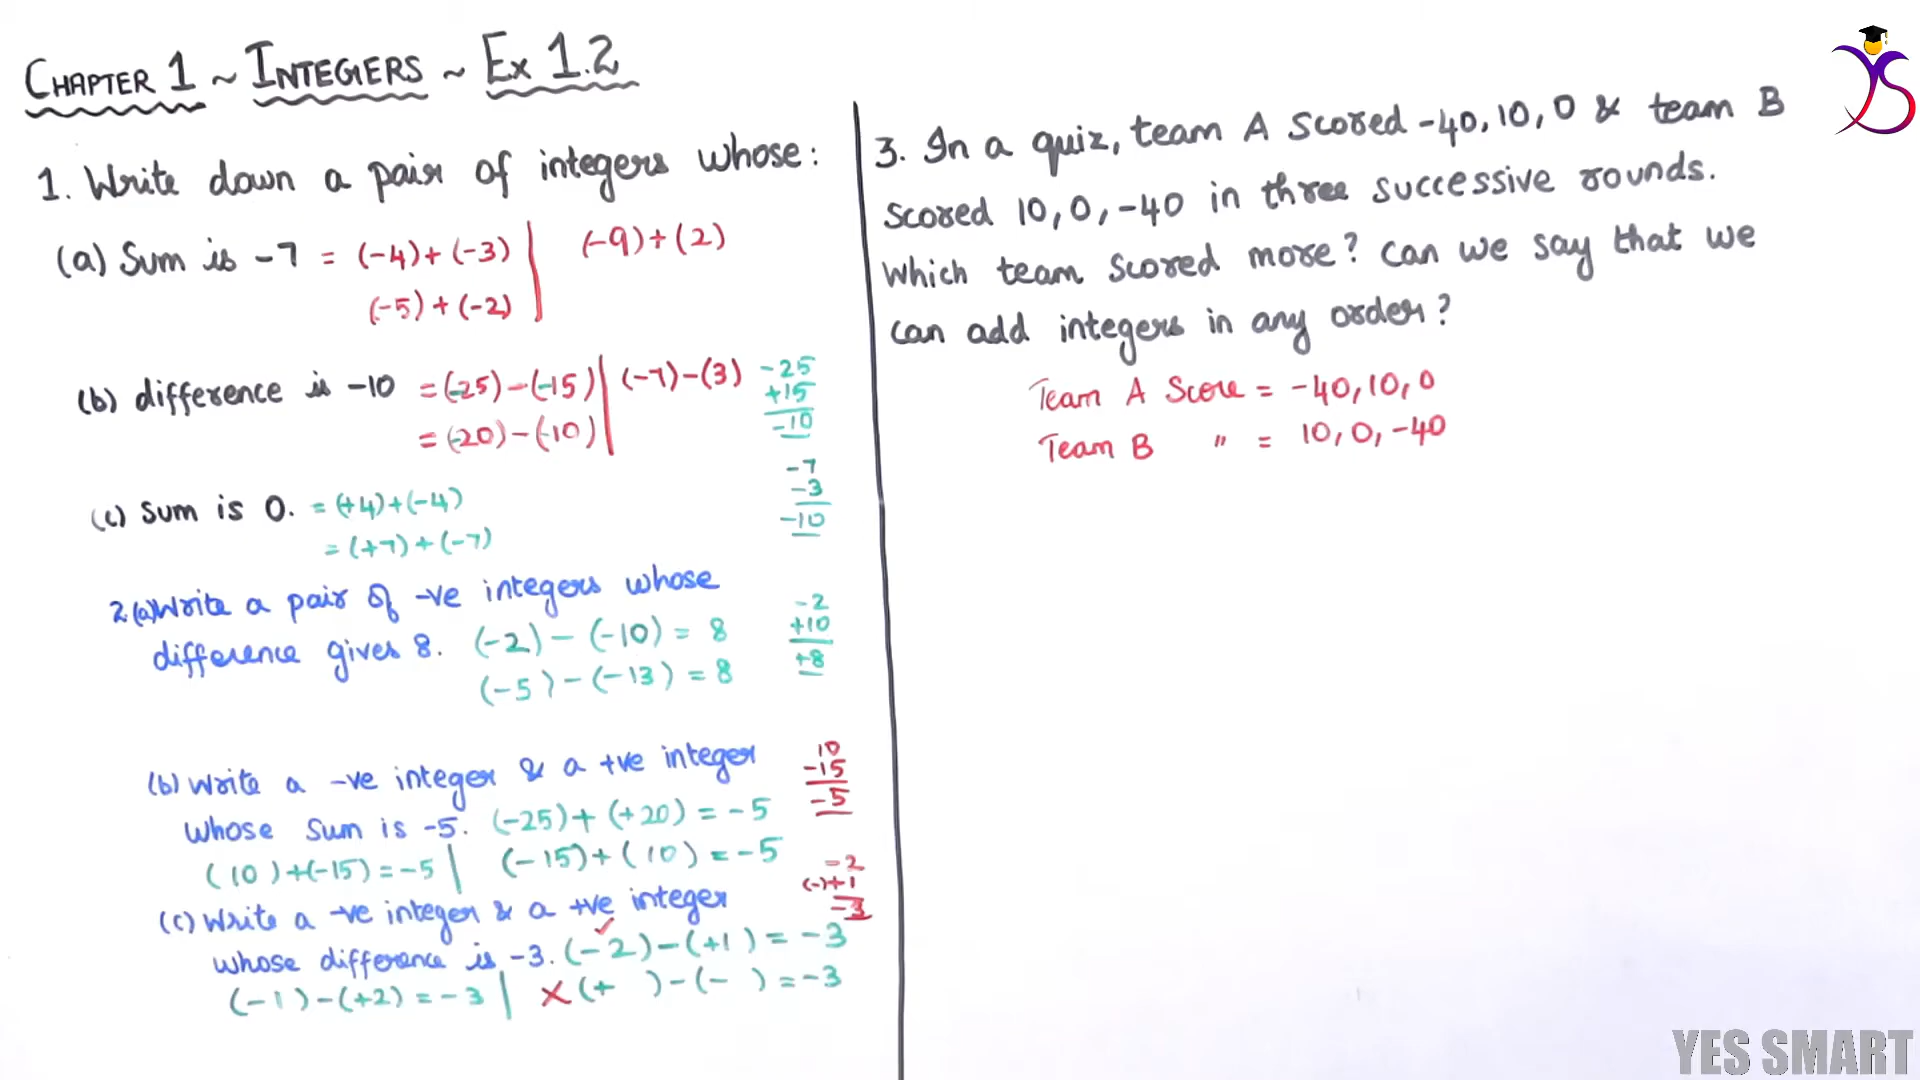 CHAPTER 1 ~ INTEGERS ~ EX 1.2
1. Write down a pair of integers whose:
(a) Sum is -7 = (-4)+(-3) | (-9)+(2)
(-5)+(-2)
(b) difference is -10 = (-25)-(-15) | (-7)-(3)
= (-20)-(-10)
-25
+15
-10
-7
-3
-10
(c) Sum is 0. = (+4)+(-4)
= (+7)+(-7)
2.(a) Write a pair of -ve integers whose
difference gives 8. (-2)-(-10) = 8
(-5)-(-13) = 8
-2
+10
+8
(b) Write a -ve integer & a +ve integer
whose sum is -5. (-25)+(+20) = -5
(10)+(-15) = -5 | (-15)+(10) = -5
10
-15
-5
(c) Write a -ve integer & a +ve integer
whose difference is -3. (-2)-(+1) = -3
(-1)-(+2) = -3 | ✗(+ )-(- ) = -3
-2
(-)+1
-3
3. In a quiz, team A scored -40, 10, 0 & team B
scored 10, 0, -40 in three successive rounds.
Which team scored more? Can we say that we
can add integers in any order?
Team A Score = -40, 10, 0
Team B " = 10, 0, -40
YS
YES SMART